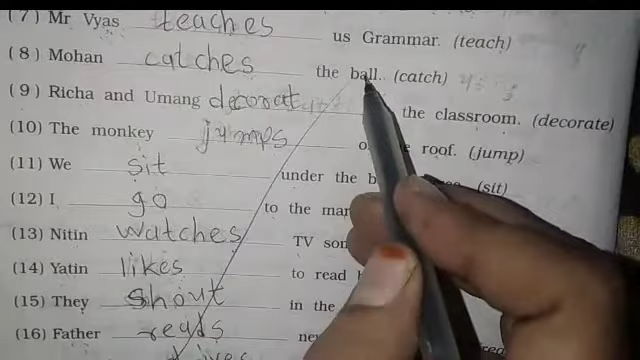 (7) Mr Vyas teaches us Grammar. (teach)
(8) Mohan catches the ball. (catch)
(9) Richa and Umang decorate the classroom. (decorate)
(10) The monkey jumps roof. (jump)
(11) We sit under the (sit)
(12) I go to the
(13) Nitin watches TV
(14) Yatin likes to read
(15) They shout in the
(16) Father reads